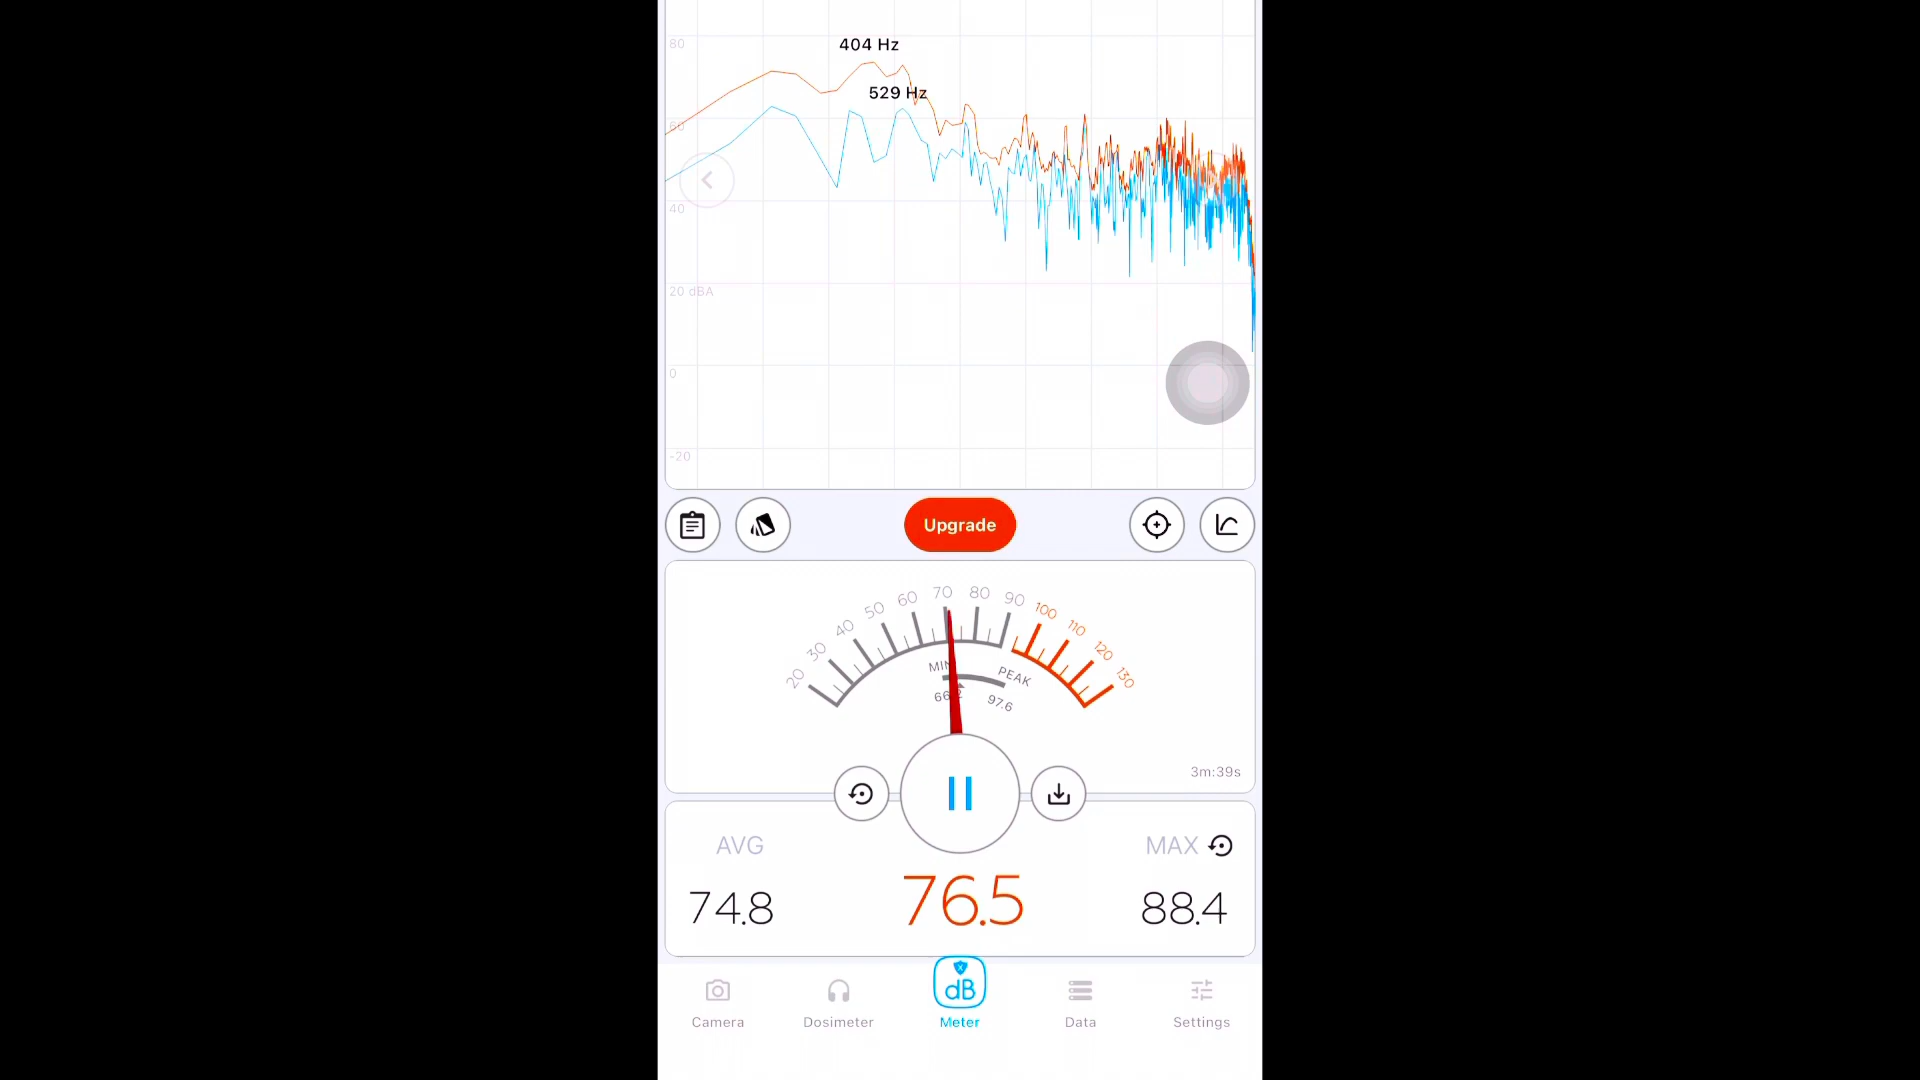 80
404 Hz
529 Hz
60
40
20 dBA
0
-20
Upgrade
20 30 40 50 60 70 80 90 100 110 120 130
MIN PEAK
97.6
3m:39s
AVG
MAX
74.8
76.5
88.4
dB
Camera
Dosimeter
Meter
Data
Settings